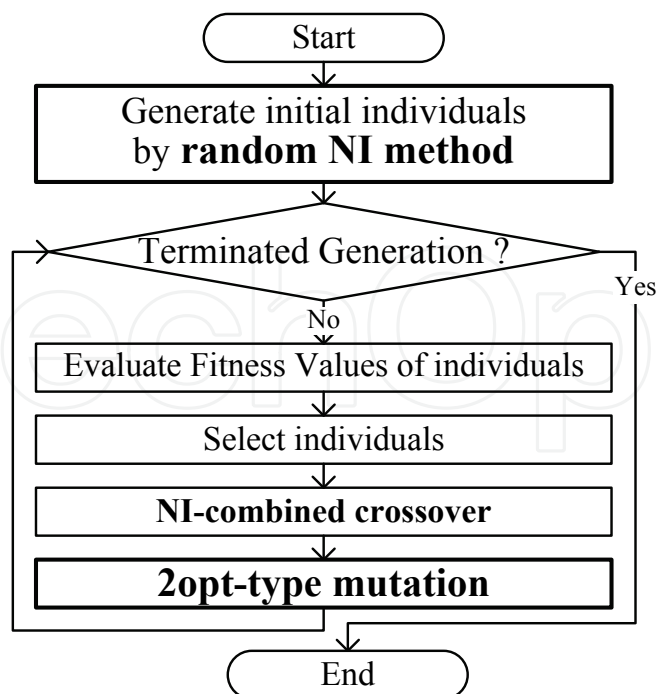 Start
Generate initial individuals
by random NI method
Terminated Generation ?
Yes
No
Evaluate Fitness Values of individuals
Select individuals
NI-combined crossover
2opt-type mutation
End